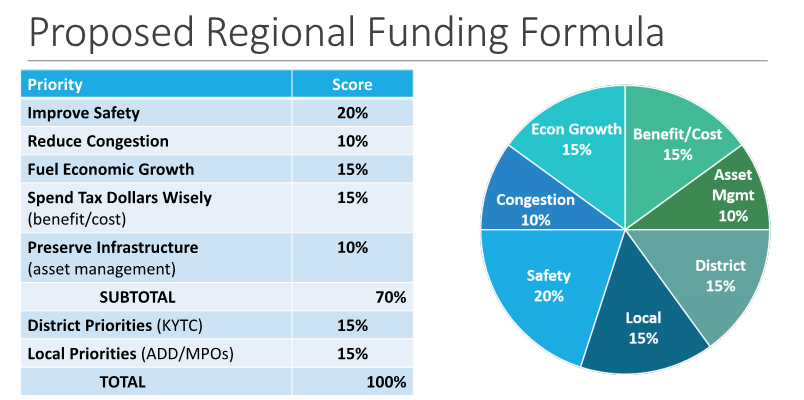 Proposed Regional Funding Formula
Priority Score
Improve Safety 20%
Reduce Congestion 10%
Fuel Economic Growth 15%
Spend Tax Dollars Wisely 15%
(benefit/cost)
Preserve Infrastructure 10%
(asset management)
SUBTOTAL 70%
District Priorities (KYTC) 15%
Local Priorities (ADD/MPOs) 15%
TOTAL 100%
Econ Growth
15%
Benefit/Cost
15%
Asset
Mgmt
10%
Congestion
10%
District
15%
Safety
20%
Local
15%